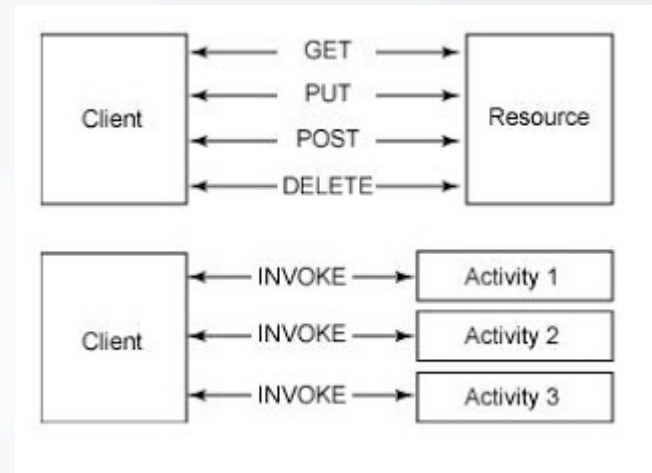 GET
PUT
Client
Resource
POST
DELETE
INVOKE
Activity 1
Client
INVOKE
Activity 2
INVOKE
Activity 3